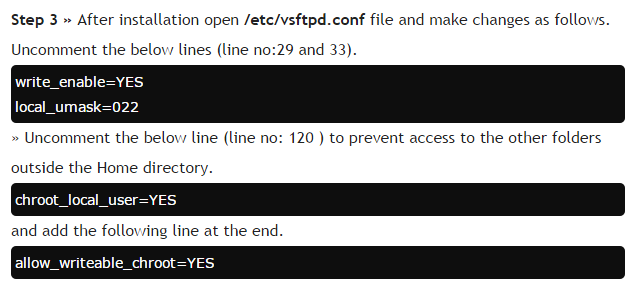 Step 3 » After installation open /etc/vsftpd.conf file and make changes as follows.
Uncomment the below lines (line no:29 and 33).
write_enable=YES
local_umask=022
» Uncomment the below line (line no: 120 ) to prevent access to the other folders
outside the Home directory.
chroot_local_user=YES
and add the following line at the end.
allow_writeable_chroot=YES